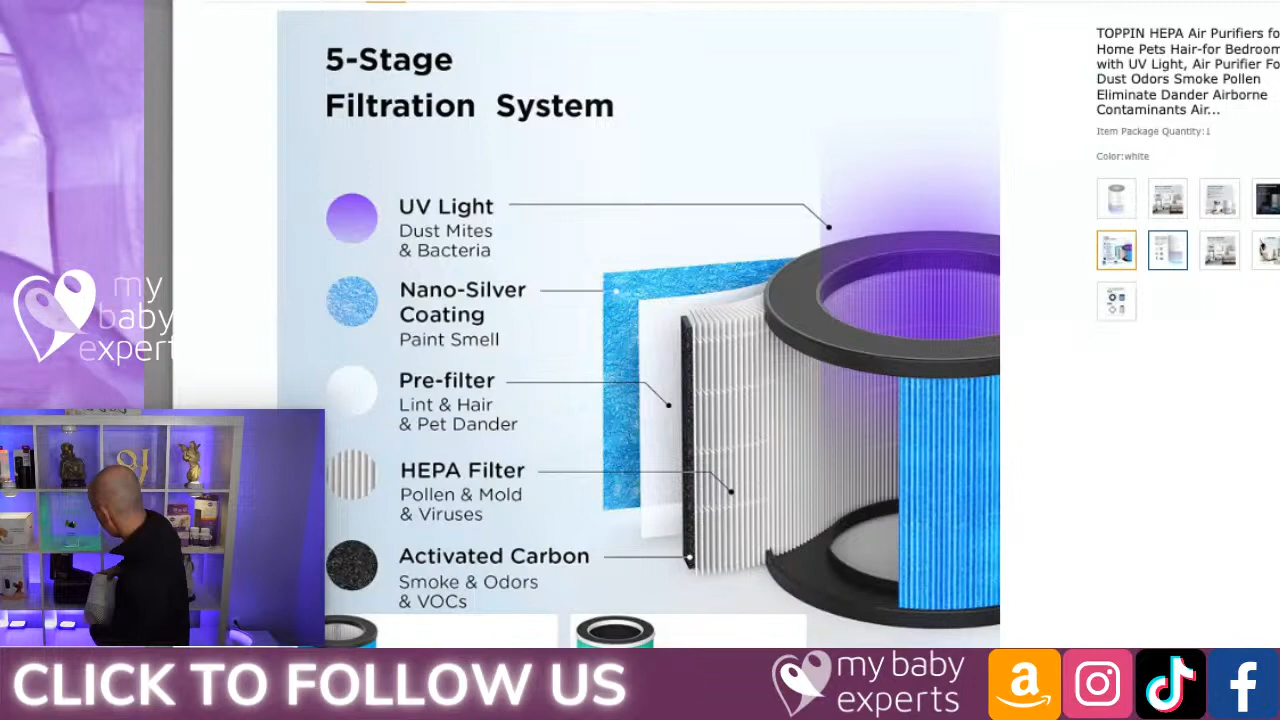 5-Stage
Filtration System
UV Light
Dust Mites
& Bacteria
Nano-Silver
Coating
Paint Smell
Pre-filter
Lint & Hair
& Pet Dander
HEPA Filter
Pollen & Mold
& Viruses
Activated Carbon
Smoke & Odors
& VOCs
TOPPIN HEPA Air Purifiers fo
Home Pets Hair-for Bedroom
with UV Light, Air Purifier Fo
Dust Odors Smoke Pollen
Eliminate Dander Airborne
Contaminants Air...
Item Package Quantity:1
Color:white
my
baby
expert
CLICK TO FOLLOW US
my baby
experts